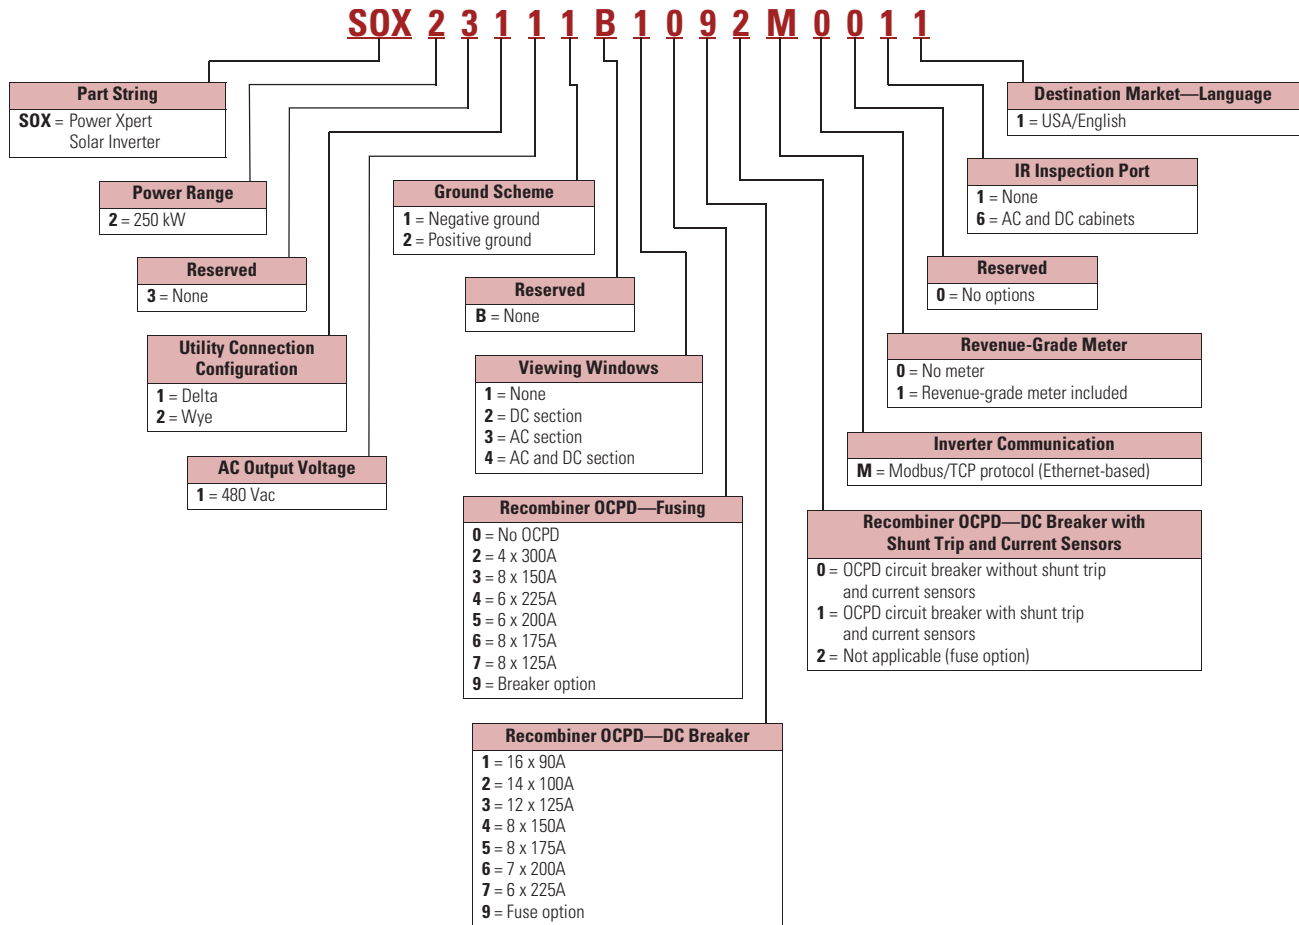 SOX 2 3 1 1 1 B 1 0 9 2 M 0 0 1 1
Part String
SOX = Power Xpert
Solar Inverter
Power Range
2 = 250 kW
Reserved
3 = None
Utility Connection
Configuration
1 = Delta
2 = Wye
AC Output Voltage
1 = 480 Vac
Ground Scheme
1 = Negative ground
2 = Positive ground
Reserved
B = None
Viewing Windows
1 = None
2 = DC section
3 = AC section
4 = AC and DC section
Recombiner OCPD—Fusing
0 = No OCPD
2 = 4 x 300A
3 = 8 x 150A
4 = 6 x 225A
5 = 6 x 200A
6 = 8 x 175A
7 = 8 x 125A
9 = Breaker option
Recombiner OCPD—DC Breaker
1 = 16 x 90A
2 = 14 x 100A
3 = 12 x 125A
4 = 8 x 150A
5 = 8 x 175A
6 = 7 x 200A
7 = 6 x 225A
9 = Fuse option
Recombiner OCPD—DC Breaker with
Shunt Trip and Current Sensors
0 = OCPD circuit breaker without shunt trip
and current sensors
1 = OCPD circuit breaker with shunt trip
and current sensors
2 = Not applicable (fuse option)
Inverter Communication
M = Modbus/TCP protocol (Ethernet-based)
Revenue-Grade Meter
0 = No meter
1 = Revenue-grade meter included
Reserved
0 = No options
IR Inspection Port
1 = None
6 = AC and DC cabinets
Destination Market—Language
1 = USA/English